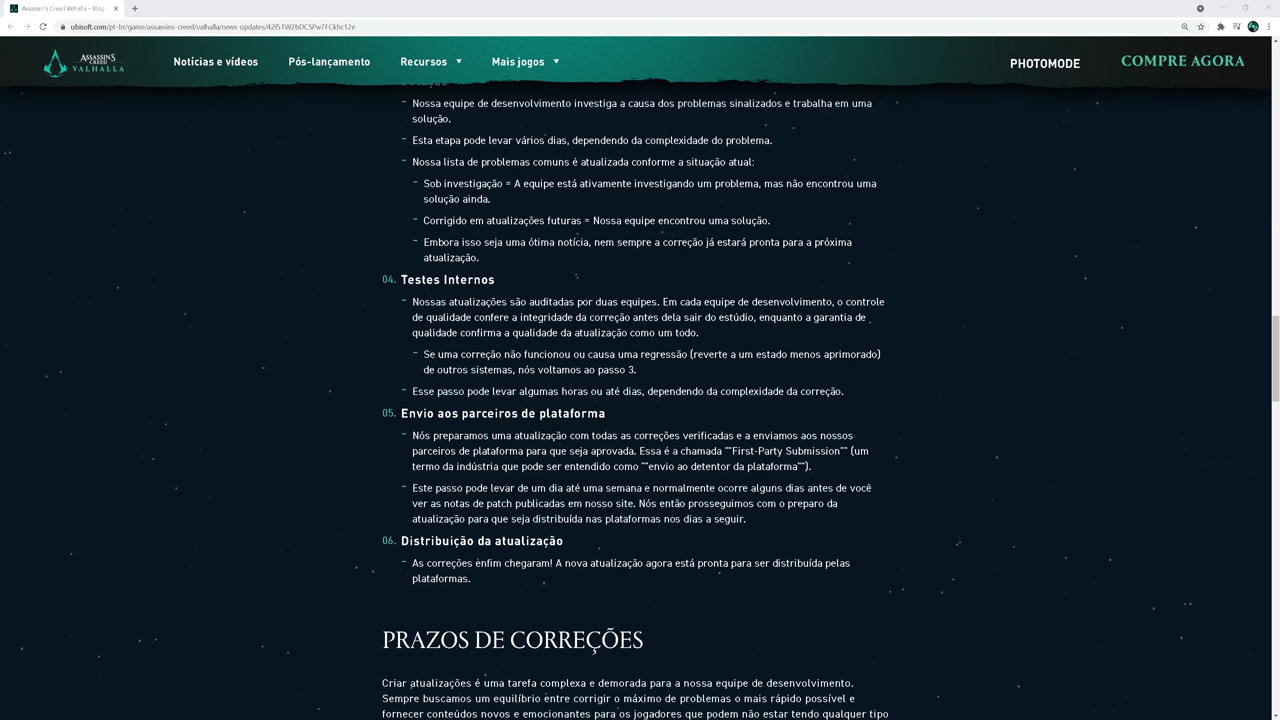 Assassin's Creed Valhalla – Blog
ubisoft.com/pt-br/game/assassins-creed/valhalla/news-updates/42l51W2bDCSPw7FCkhc12e
ASSASSIN'S
CREED
VALHALLA
Notícias e vídeos
Pós-lançamento
Recursos
Mais jogos
PHOTOMODE
COMPRE AGORA
Nossa equipe de desenvolvimento investiga a causa dos problemas sinalizados e trabalha em uma
solução.
Esta etapa pode levar vários dias, dependendo da complexidade do problema.
Nossa lista de problemas comuns é atualizada conforme a situação atual:
Sob investigação = A equipe está ativamente investigando um problema, mas não encontrou uma
solução ainda.
Corrigido em atualizações futuras = Nossa equipe encontrou uma solução.
Embora isso seja uma ótima notícia, nem sempre a correção já estará pronta para a próxima
atualização.
04. Testes Internos
Nossas atualizações são auditadas por duas equipes. Em cada equipe de desenvolvimento, o controle
de qualidade confere a integridade da correção antes dela sair do estúdio, enquanto a garantia de
qualidade confirma a qualidade da atualização como um todo.
Se uma correção não funcionou ou causa uma regressão (reverte a um estado menos aprimorado)
de outros sistemas, nós voltamos ao passo 3.
Esse passo pode levar algumas horas ou até dias, dependendo da complexidade da correção.
05. Envio aos parceiros de plataforma
Nós preparamos uma atualização com todas as correções verificadas e a enviamos aos nossos
parceiros de plataforma para que seja aprovada. Essa é a chamada ""First-Party Submission"" (um
termo da indústria que pode ser entendido como ""envio ao detentor da plataforma"").
Este passo pode levar de um dia até uma semana e normalmente ocorre alguns dias antes de você
ver as notas de patch publicadas em nosso site. Nós então prosseguimos com o preparo da
atualização para que seja distribuída nas plataformas nos dias a seguir.
06. Distribuição da atualização
As correções enfim chegaram! A nova atualização agora está pronta para ser distribuída pelas
plataformas.
PRAZOS DE CORREÇÕES
Criar atualizações é uma tarefa complexa e demorada para a nossa equipe de desenvolvimento.
Sempre buscamos um equilíbrio entre corrigir o máximo de problemas o mais rápido possível e
fornecer conteúdos novos e emocionantes para os jogadores que podem não estar tendo qualquer tipo